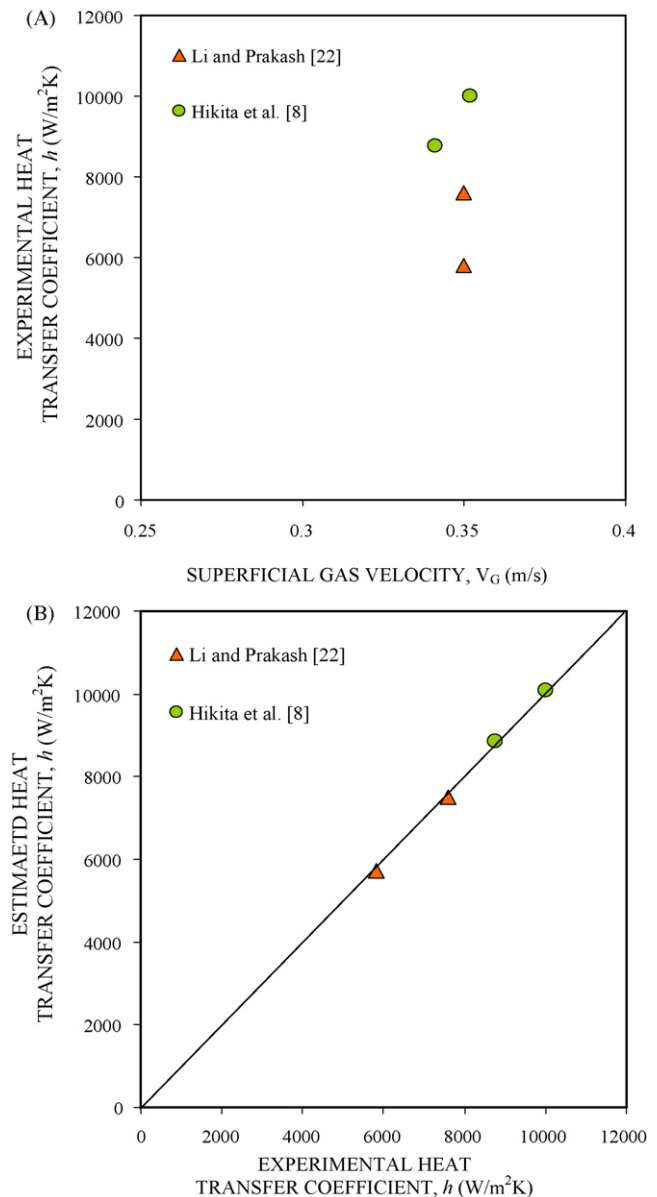 (A)
12000
10000
8000
6000
4000
2000
0
EXPERIMENTAL HEAT
TRANSFER COEFFICIENT, h (W/m²K)
Li and Prakash [22]
Hikita et al. [8]
0.25 0.3 0.35 0.4
SUPERFICIAL GAS VELOCITY, V_G (m/s)
(B)
12000
10000
8000
6000
4000
2000
0
ESTIMAETD HEAT
TRANSFER COEFFICIENT, h (W/m²K)
Li and Prakash [22]
Hikita et al. [8]
0 2000 4000 6000 8000 10000 12000
EXPERIMENTAL HEAT
TRANSFER COEFFICIENT, h (W/m²K)